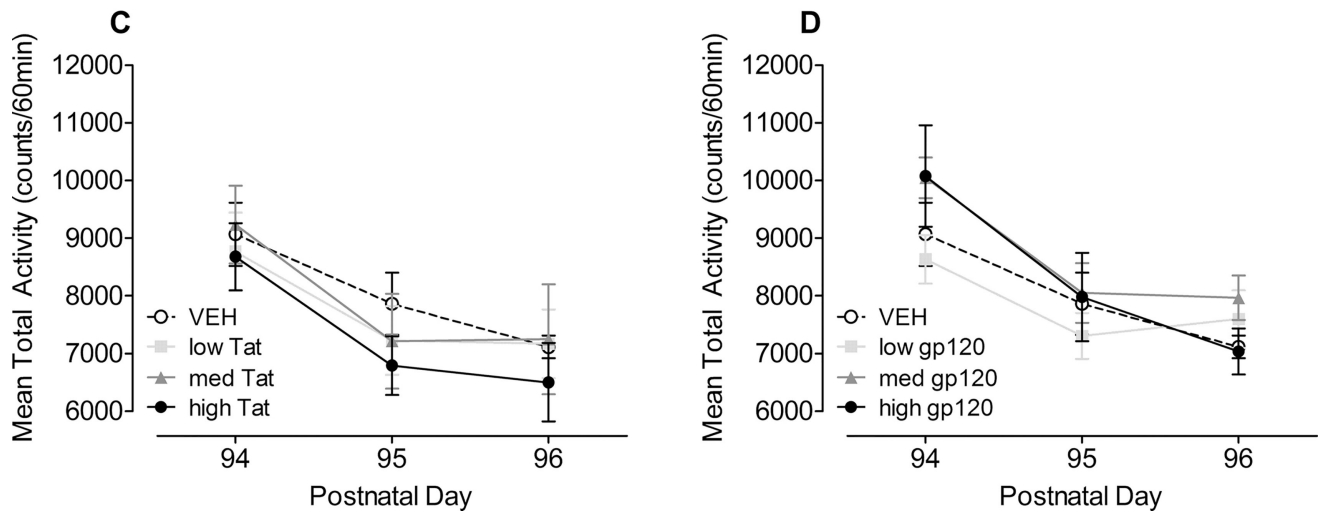 C
Mean Total Activity (counts/60min)
12000
11000
10000
9000
8000
7000
6000
VEH
low Tat
med Tat
high Tat
94
95
96
Postnatal Day
D
Mean Total Activity (counts/60min)
12000
11000
10000
9000
8000
7000
6000
VEH
low gp120
med gp120
high gp120
94
95
96
Postnatal Day